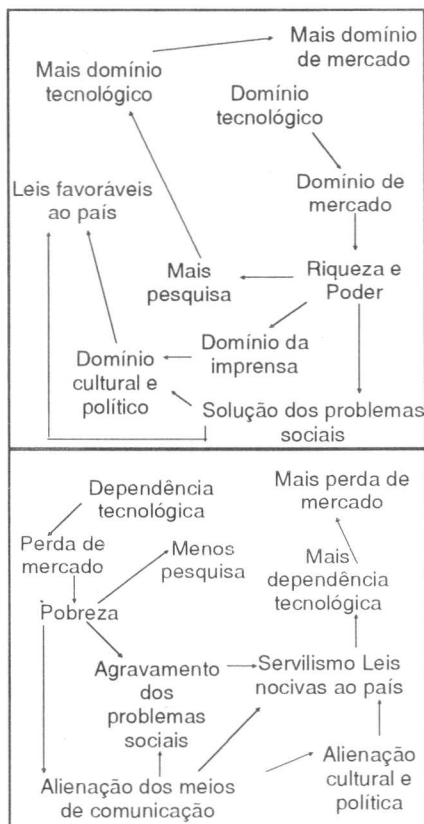 Mais domínio
de mercado
Mais domínio
tecnológico
Domínio
tecnológico
Leis favoráveis
ao país
Domínio de
mercado
Mais
pesquisa
Riqueza e
Poder
Domínio da
imprensa
Domínio
cultural e
político
Solução dos problemas
sociais
Dependência
tecnológica
Mais perda de
mercado
Perda de
mercado
Menos
pesquisa
Mais
dependência
tecnológica
Pobreza
Agravamento
dos
problemas
sociais
Servilismo Leis
nocivas ao país
Alienação dos meios
de comunicação
Alienação
cultural e
política